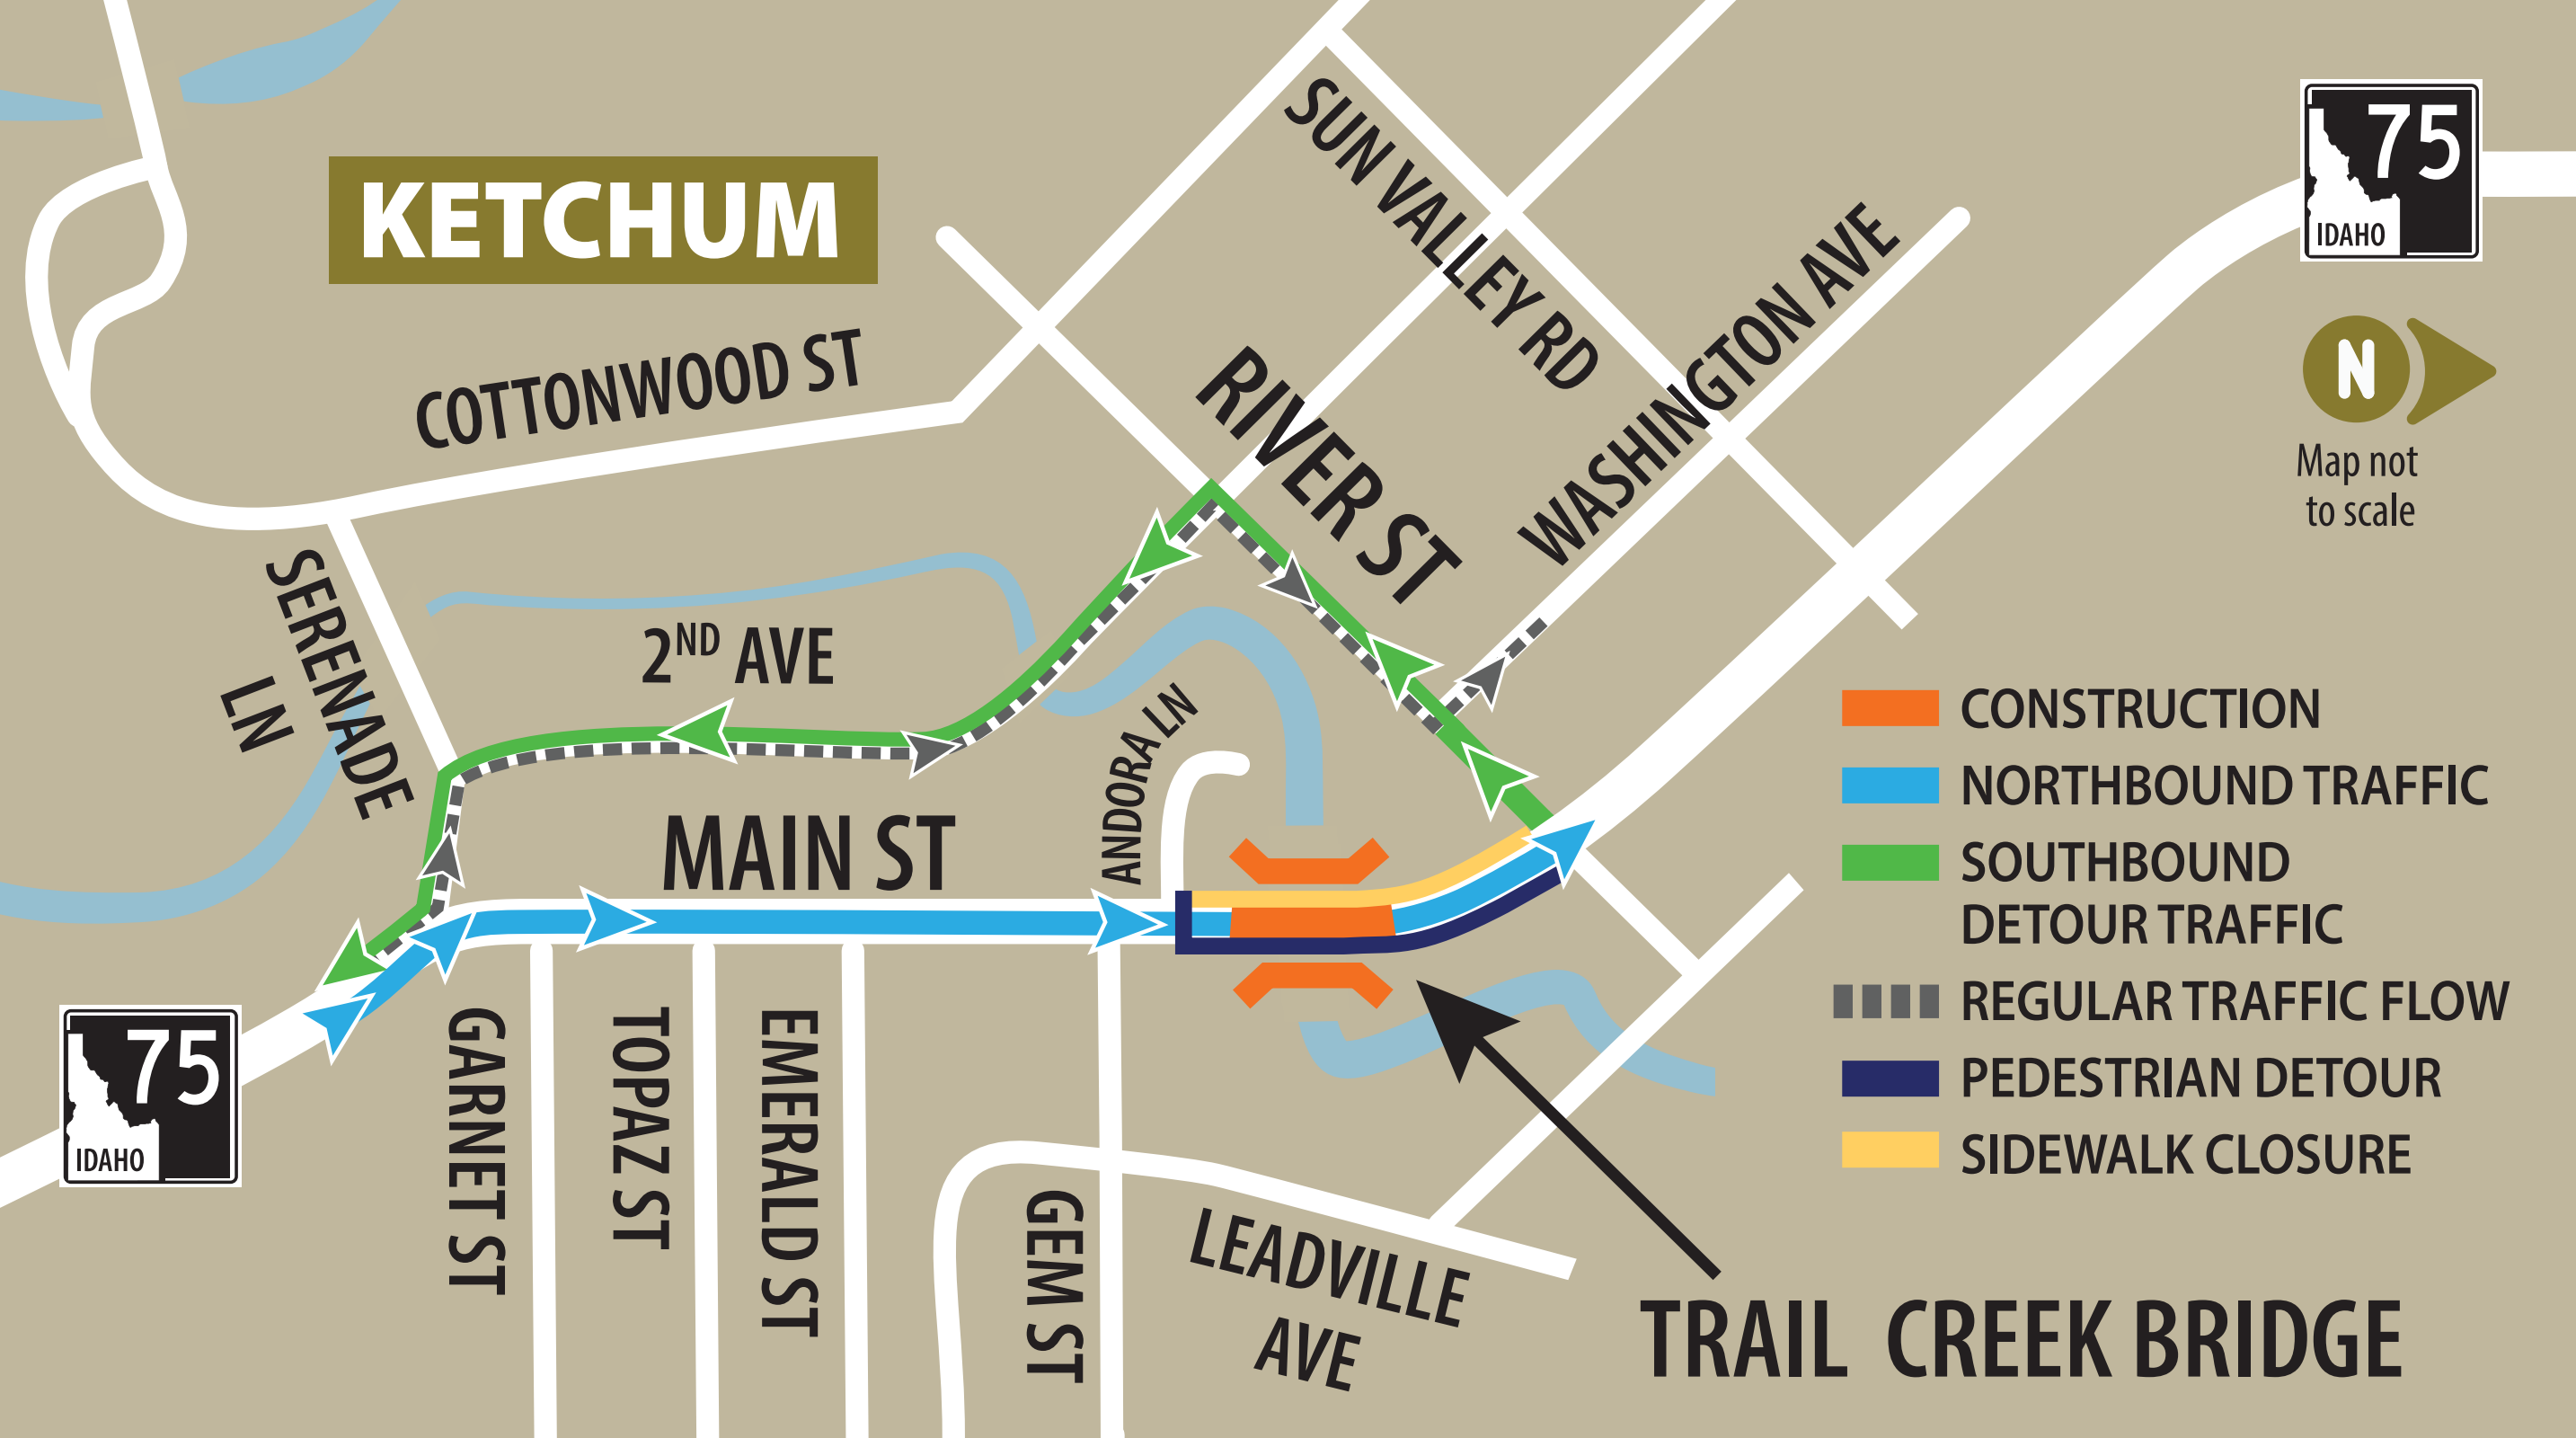 KETCHUM
SUN VALLEY RD
75
IDAHO
N
Map not
to scale
COTTONWOOD ST
RIVER ST
WASHINGTON AVE
SERENADE
LN
2ND AVE
ANDORA LN
MAIN ST
CONSTRUCTION
NORTHBOUND TRAFFIC
SOUTHBOUND
DETOUR TRAFFIC
REGULAR TRAFFIC FLOW
PEDESTRIAN DETOUR
SIDEWALK CLOSURE
75
IDAHO
GARNET ST
TOPAZ ST
EMERALD ST
GEM ST
LEADVILLE
AVE
TRAIL CREEK BRIDGE